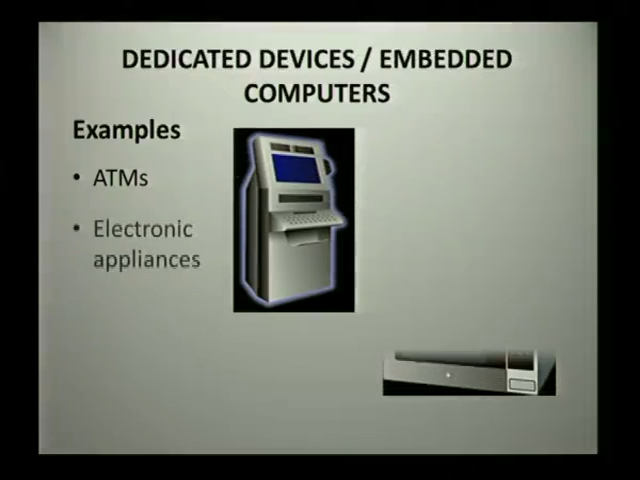 DEDICATED DEVICES / EMBEDDED
COMPUTERS
Examples
• ATMs
• Electronic
appliances